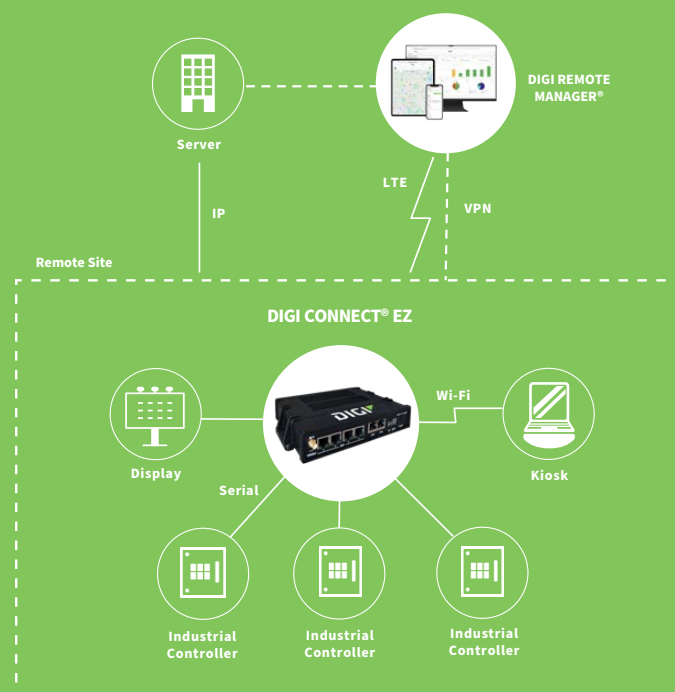 DIGI REMOTE
MANAGER®
Server
LTE
VPN
IP
Remote Site
DIGI CONNECT® EZ
DIGI
Wi-Fi
Display
Kiosk
Serial
Industrial
Controller
Industrial
Controller
Industrial
Controller